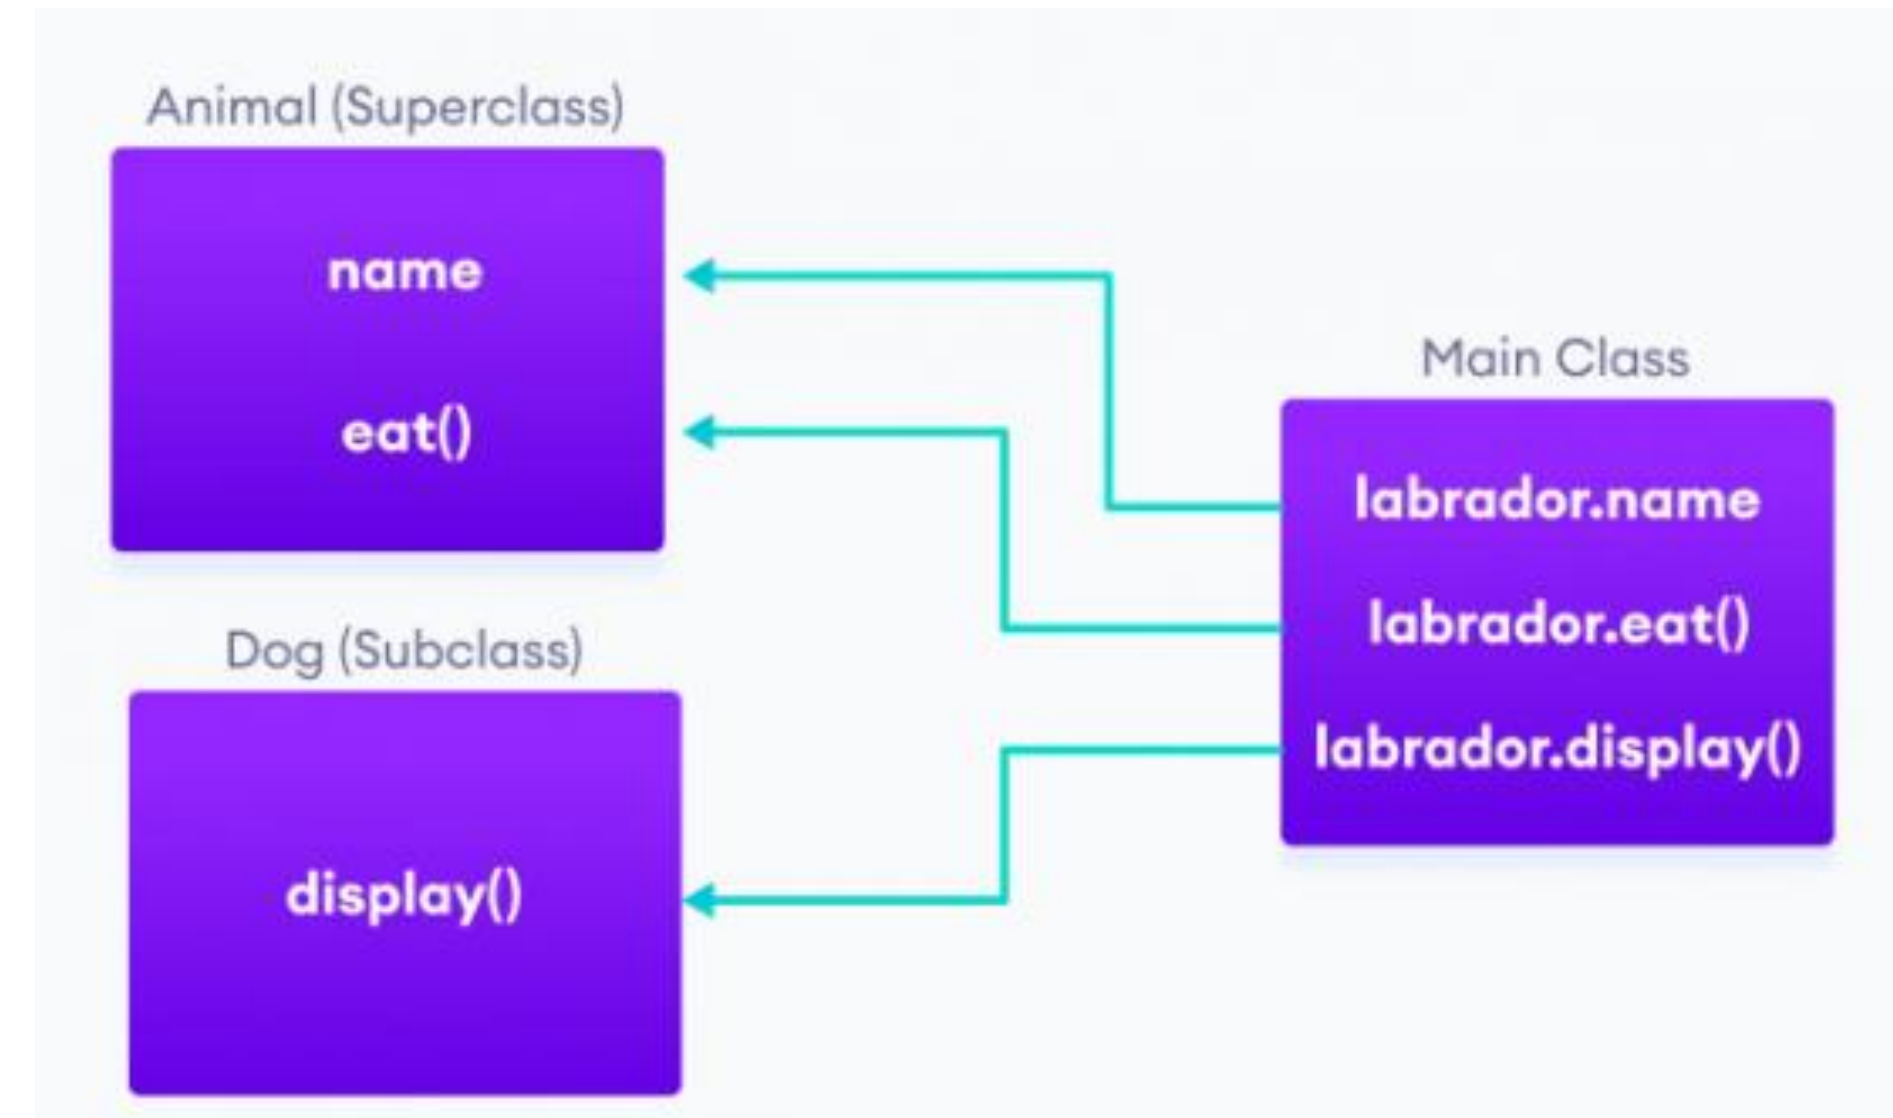 Animal (Superclass)
name
eat()
Dog (Subclass)
display()
Main Class
labrador.name
labrador.eat()
labrador.display()